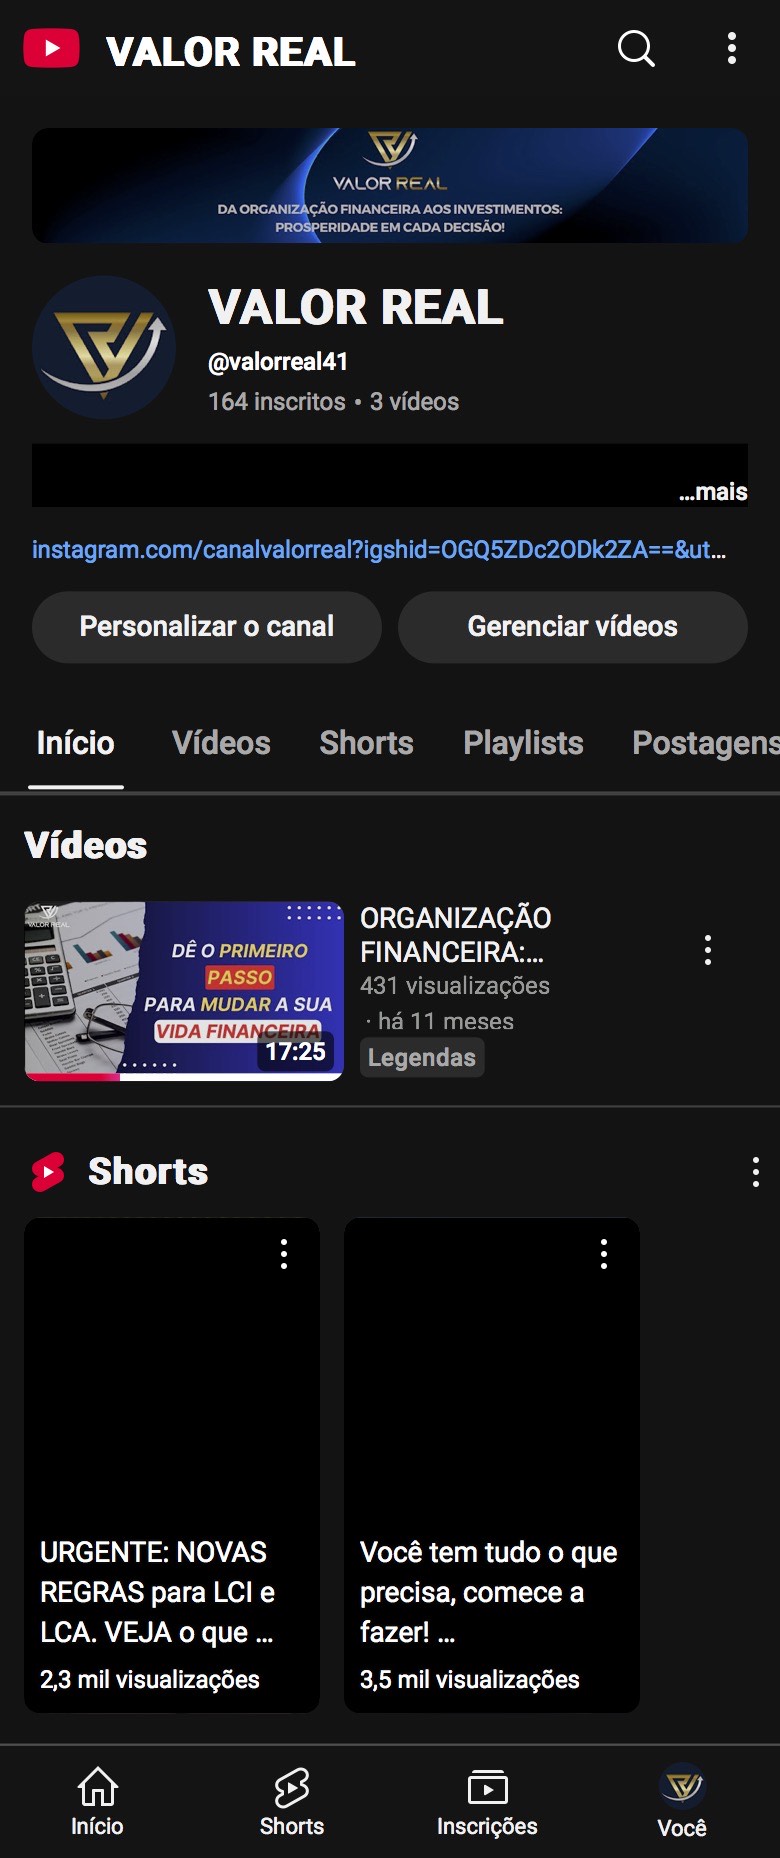 VALOR REAL
VALOR REAL
DA ORGANIZAÇÃO FINANCEIRA AOS INVESTIMENTOS:
PROSPERIDADE EM CADA DECISÃO!
VALOR REAL
@valorreal41
164 inscritos • 3 vídeos
...mais
instagram.com/canalvalorreal?igshid=OGQ5ZDc2ODk2ZA==&ut...
Personalizar o canal
Gerenciar vídeos
Início
Vídeos
Shorts
Playlists
Postagens
Vídeos
VALOR REAL
DÊ O PRIMEIRO
PASSO
PARA MUDAR A SUA
VIDA FINANCEIRA
17:25
ORGANIZAÇÃO
FINANCEIRA:...
431 visualizações
· há 11 meses
Legendas
Shorts
URGENTE: NOVAS
REGRAS para LCI e
LCA. VEJA o que ...
2,3 mil visualizações
Você tem tudo o que
precisa, comece a
fazer! ...
3,5 mil visualizações
Início
Shorts
Inscrições
Você